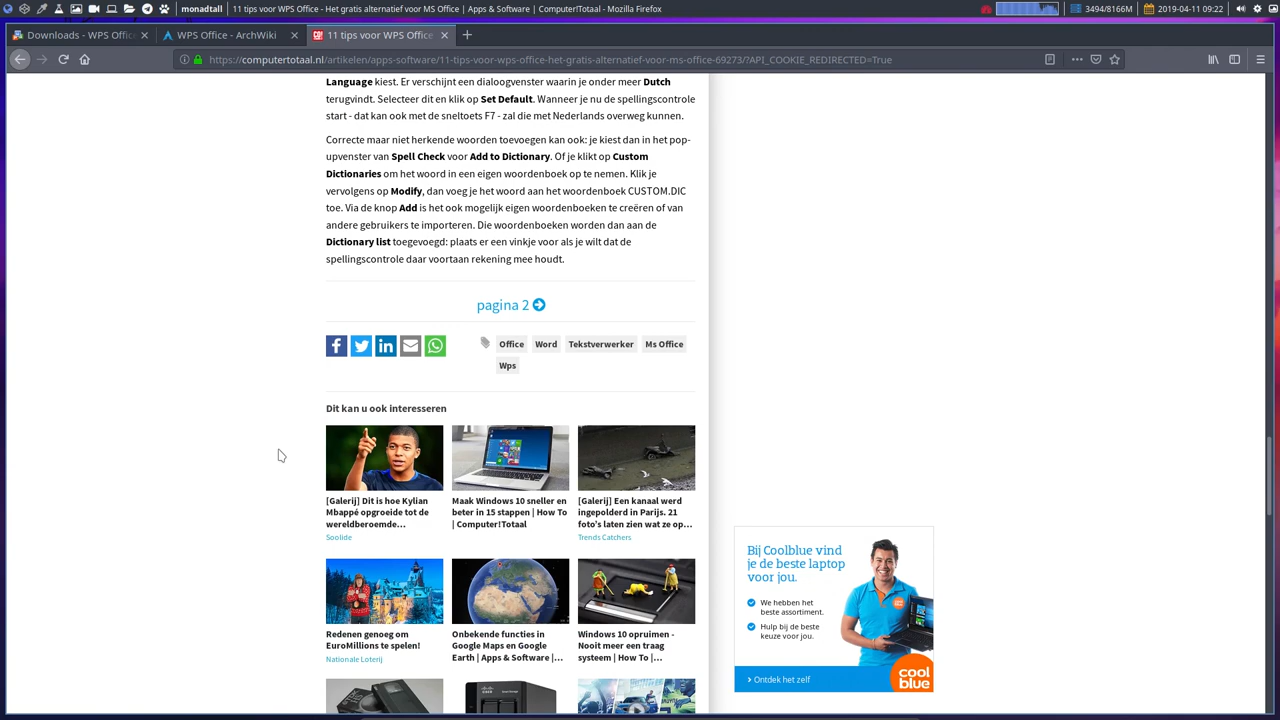 monadtall
11 tips voor WPS Office - Het gratis alternatief voor MS Office | Apps & Software | Computer!Totaal - Mozilla Firefox
3494/8166M
2019-04-11 09:22
Downloads - WPS Offic
WPS Office - ArchWiki
11 tips voor WPS Office
https://computertotaal.nl/artikelen/apps-software/11-tips-voor-wps-office-het-gratis-alternatief-voor-ms-office-69273/?API_COOKIE_REDIRECTED=True
Language kiest. Er verschijnt een dialoogvenster waarin je onder meer Dutch
terugvindt. Selecteer dit en klik op Set Default. Wanneer je nu de spellingscontrole
start - dat kan ook met de sneltoets F7 - zal die met Nederlands overweg kunnen.
Correcte maar niet herkende woorden toevoegen kan ook: je kiest dan in het pop-
upvenster van Spell Check voor Add to Dictionary. Of je klikt op Custom
Dictionaries om het woord in een eigen woordenboek op te nemen. Klik je
vervolgens op Modify, dan voeg je het woord aan het woordenboek CUSTOM.DIC
toe. Via de knop Add is het ook mogelijk eigen woordenboeken te creëren of van
andere gebruikers te importeren. Die woordenboeken worden dan aan de
Dictionary list toegevoegd: plaats er een vinkje voor als je wilt dat de
spellingscontrole daar voortaan rekening mee houdt.
pagina 2
Office Word Tekstverwerker Ms Office
Wps
Dit kan u ook interesseren
[Galerij] Dit is hoe Kylian
Mbappé opgroeide tot de
wereldberoemde...
Soolide
Maak Windows 10 sneller en
beter in 15 stappen | How To
| Computer!Totaal
[Galerij] Een kanaal werd
ingepolderd in Parijs. 21
foto's laten zien wat ze op...
Trends Catchers
Redenen genoeg om
EuroMillions te spelen!
Nationale Loterij
Onbekende functies in
Google Maps en Google
Earth | Apps & Software |...
Windows 10 opruimen -
Nooit meer een traag
systeem | How To |...
Bij Coolblue vind
je de beste laptop
voor jou.
We hebben het
beste assortiment.
Hulp bij de beste
keuze voor jou.
Ontdek het zelf
cool
blue